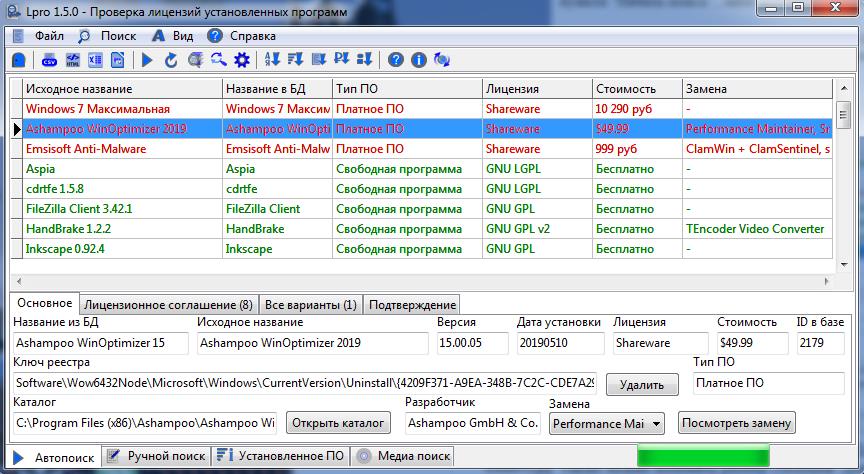 Lpro 1.5.0 - Проверка лицензий установленных программ
Файл Поиск Вид Справка
Исходное название Название в БД Тип ПО Лицензия Стоимость Замена
Windows 7 Максимальная Windows 7 Максим Платное ПО Shareware 10 290 руб -
Ashampoo WinOptimizer 2019 Ashampoo WinOpti Платное ПО Shareware $49.99 Performance Maintainer, Sr
Emsisoft Anti-Malware Emsisoft Anti-Malw Платное ПО Shareware 999 руб ClamWin + ClamSentinel, s
Aspia Aspia Свободная программа GNU LGPL Бесплатно -
cdrtfe 1.5.8 cdrtfe Свободная программа GNU GPL Бесплатно -
FileZilla Client 3.42.1 FileZilla Client Свободная программа GNU GPL Бесплатно -
HandBrake 1.2.2 HandBrake Свободная программа GNU GPL v2 Бесплатно TEncoder Video Converter
Inkscape 0.92.4 Inkscape Свободная программа GNU GPL Бесплатно -
Основное Лицензионное соглашение (8) Все варианты (1) Подтверждение
Название из БД Исходное название Версия Дата установки Лицензия Стоимость ID в базе
Ashampoo WinOptimizer 15 Ashampoo WinOptimizer 2019 15.00.05 20190510 Shareware $49.99 2179
Ключ реестра Тип ПО
Software\Wow6432Node\Microsoft\Windows\CurrentVersion\Uninstall\{4209F371-A9EA-348B-7C2C-CDE7A29 Удалить Платное ПО
Каталог Разработчик Замена
C:\Program Files (x86)\Ashampoo\Ashampoo Wi Открыть каталог Ashampoo GmbH & Co. Performance Mai Посмотреть замену
Автопоиск Ручной поиск Установленное ПО Медиа поиск